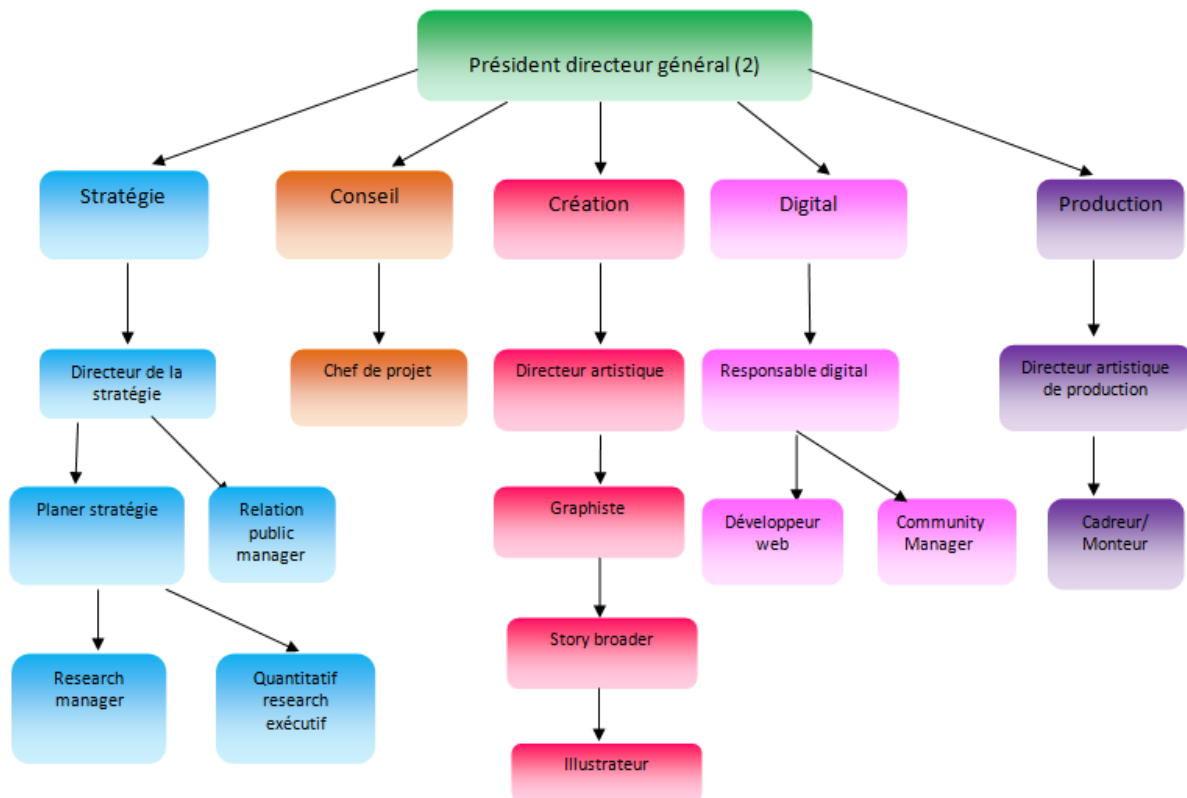 Président directeur général (2)
Stratégie
Conseil
Création
Digital
Production
Directeur de la
stratégie
Chef de projet
Directeur artistique
Responsable digital
Directeur artistique
de production
Planer stratégie
Relation
public
manager
Graphiste
Développeur
web
Community
Manager
Cadreur/
Monteur
Story broader
Research
manager
Quantitatif
research
exécutif
Illustrateur